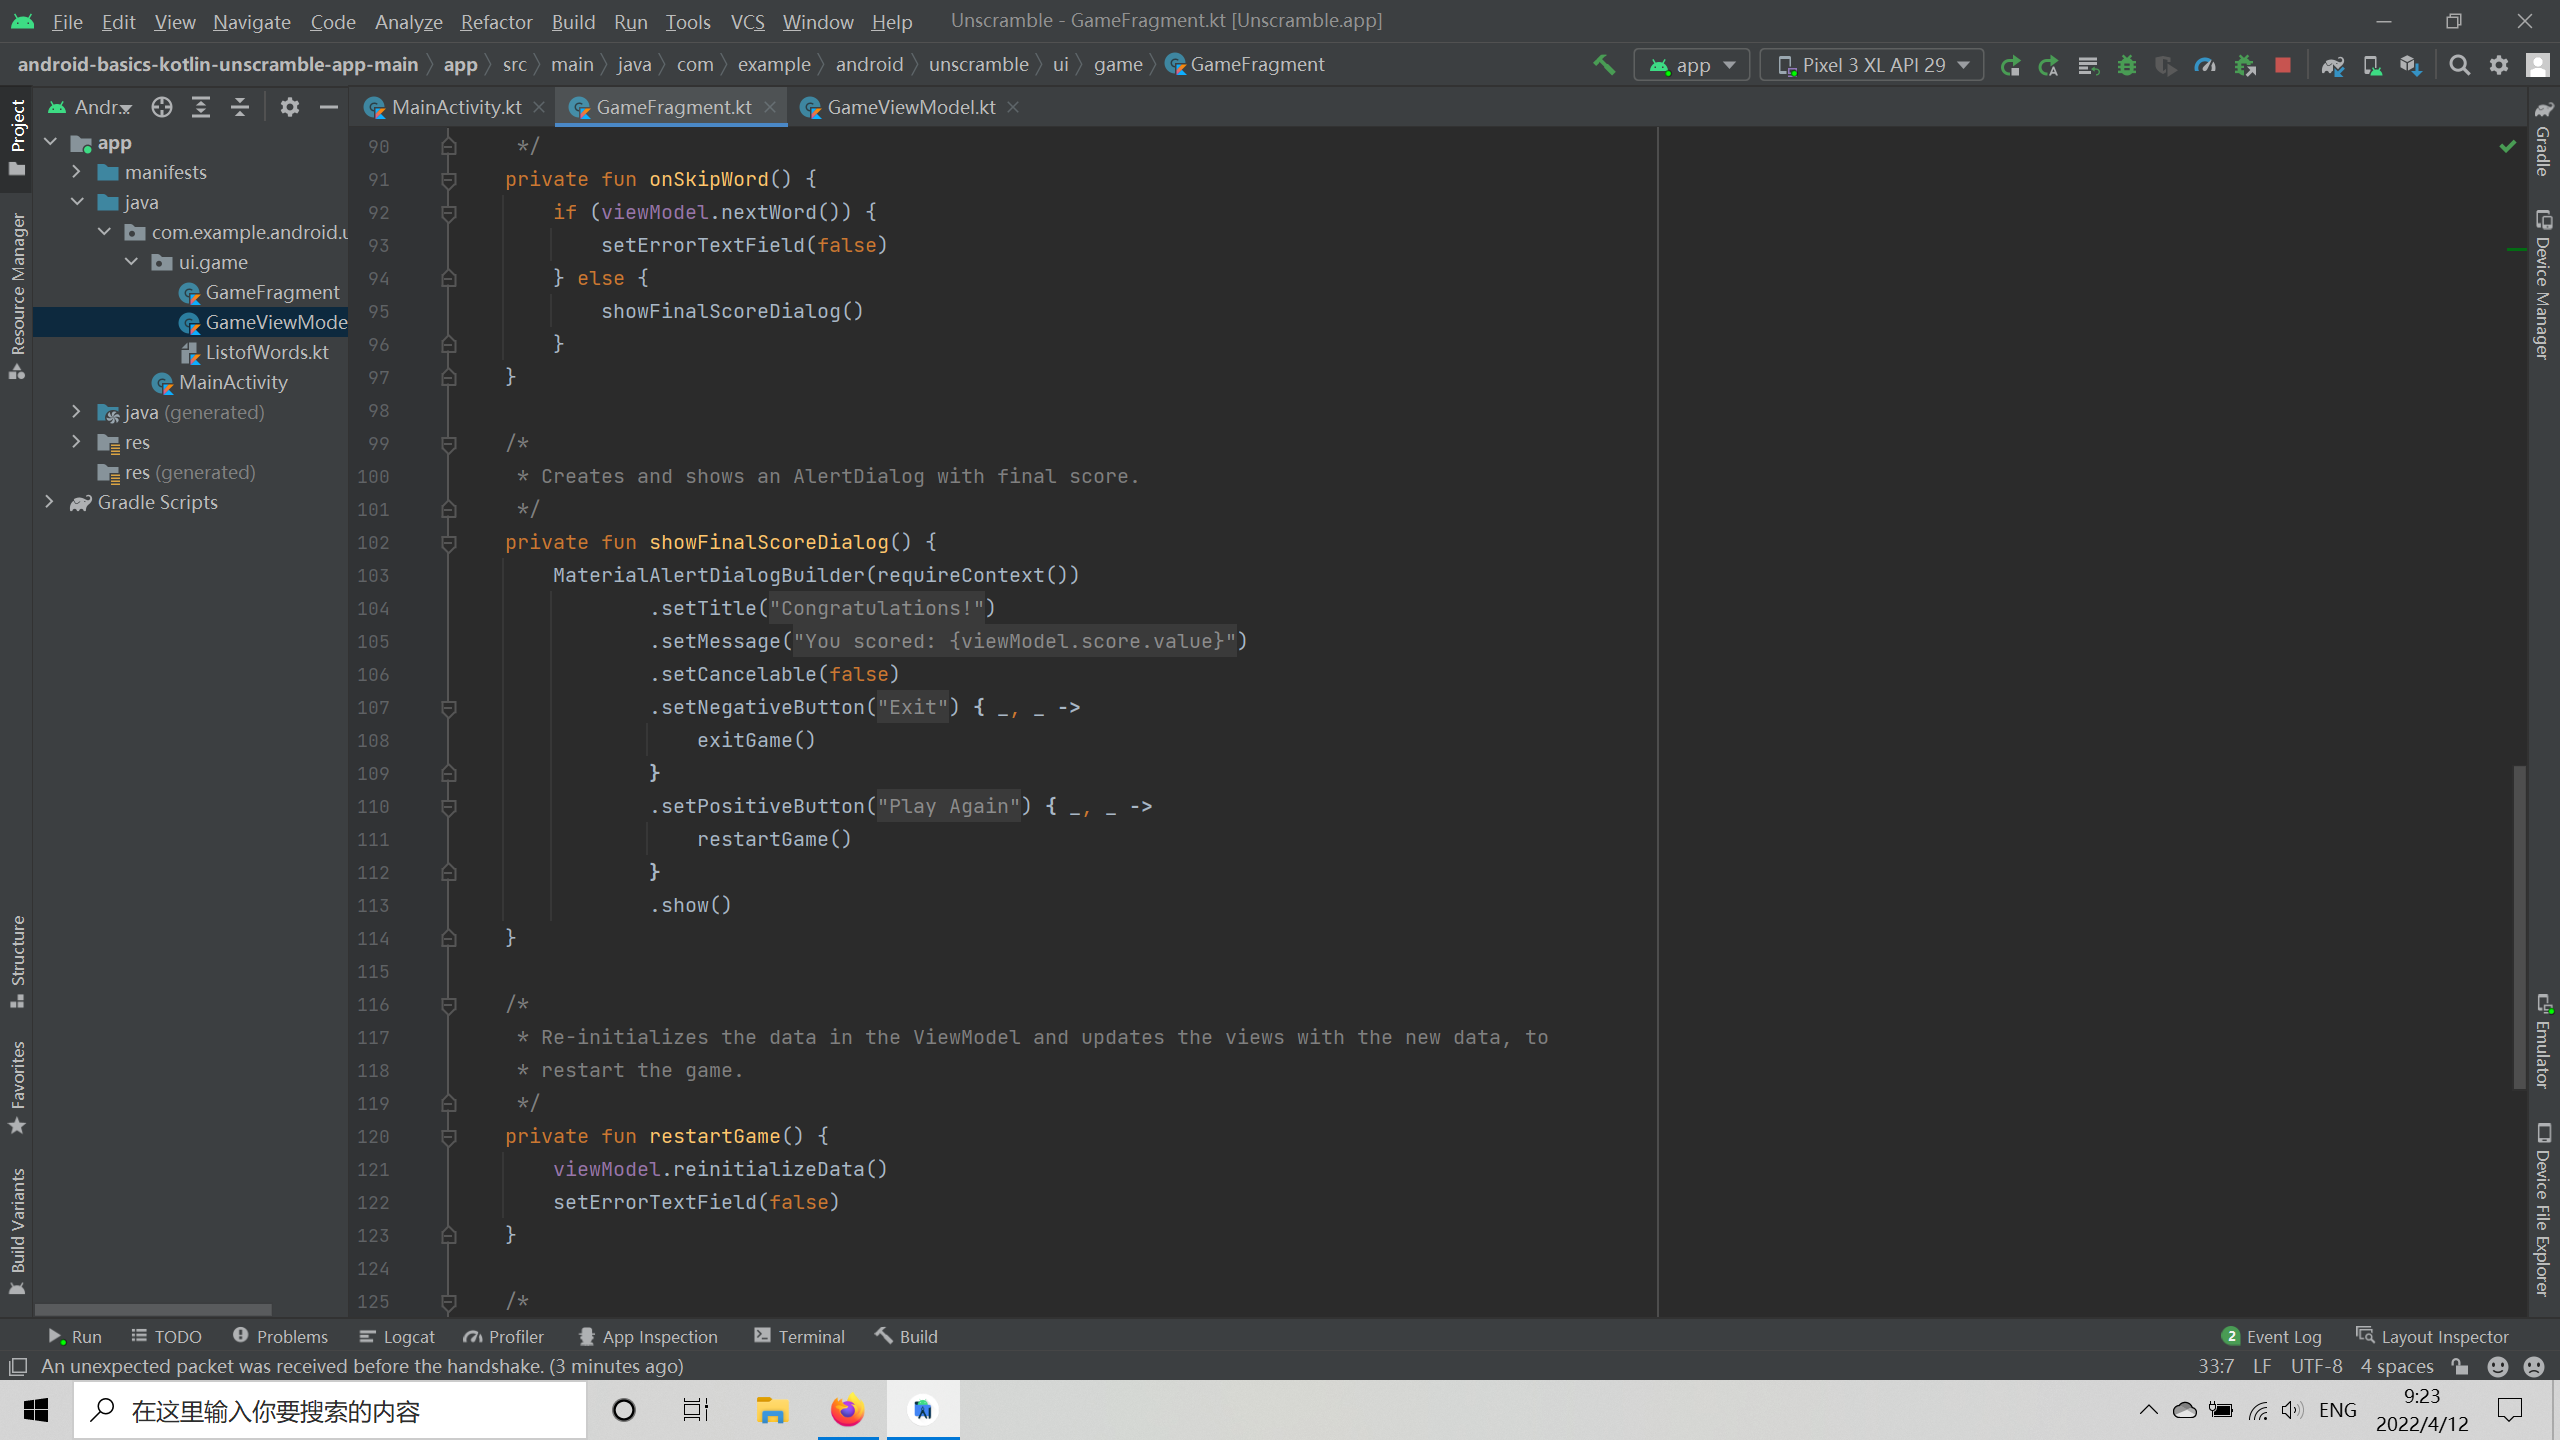 File Edit View Navigate Code Analyze Refactor Build Run Tools VCS Window Help Unscramble - GameFragment.kt [Unscramble.app]
android-basics-kotlin-unscramble-app-main app src main java com example android unscramble ui game GameFragment app Pixel 3 XL API 29
Andr... MainActivity.kt GameFragment.kt GameViewModel.kt
Project
Resource Manager
Structure
Favorites
Build Variants
app
manifests
java
com.example.android.u
ui.game
GameFragment
GameViewMode
ListofWords.kt
MainActivity
java (generated)
res
res (generated)
Gradle Scripts
90 */
91 private fun onSkipWord() {
92 if (viewModel.nextWord()) {
93 setErrorTextField(false)
94 } else {
95 showFinalScoreDialog()
96 }
97 }
98
99 /*
100 * Creates and shows an AlertDialog with final score.
101 */
102 private fun showFinalScoreDialog() {
103 MaterialAlertDialogBuilder(requireContext())
104 .setTitle("Congratulations!")
105 .setMessage("You scored: {viewModel.score.value}")
106 .setCancelable(false)
107 .setNegativeButton("Exit") { _, _ ->
108 exitGame()
109 }
110 .setPositiveButton("Play Again") { _, _ ->
111 restartGame()
112 }
113 .show()
114 }
115
116 /*
117 * Re-initializes the data in the ViewModel and updates the views with the new data, to
118 * restart the game.
119 */
120 private fun restartGame() {
121 viewModel.reinitializeData()
122 setErrorTextField(false)
123 }
124
125 /*
Gradle
Device Manager
Emulator
Device File Explorer
Run TODO Problems Logcat Profiler App Inspection Terminal Build 2 Event Log Layout Inspector
An unexpected packet was received before the handshake. (3 minutes ago) 33:7 LF UTF-8 4 spaces
在这里输入你要搜索的内容 ENG 9:23
2022/4/12